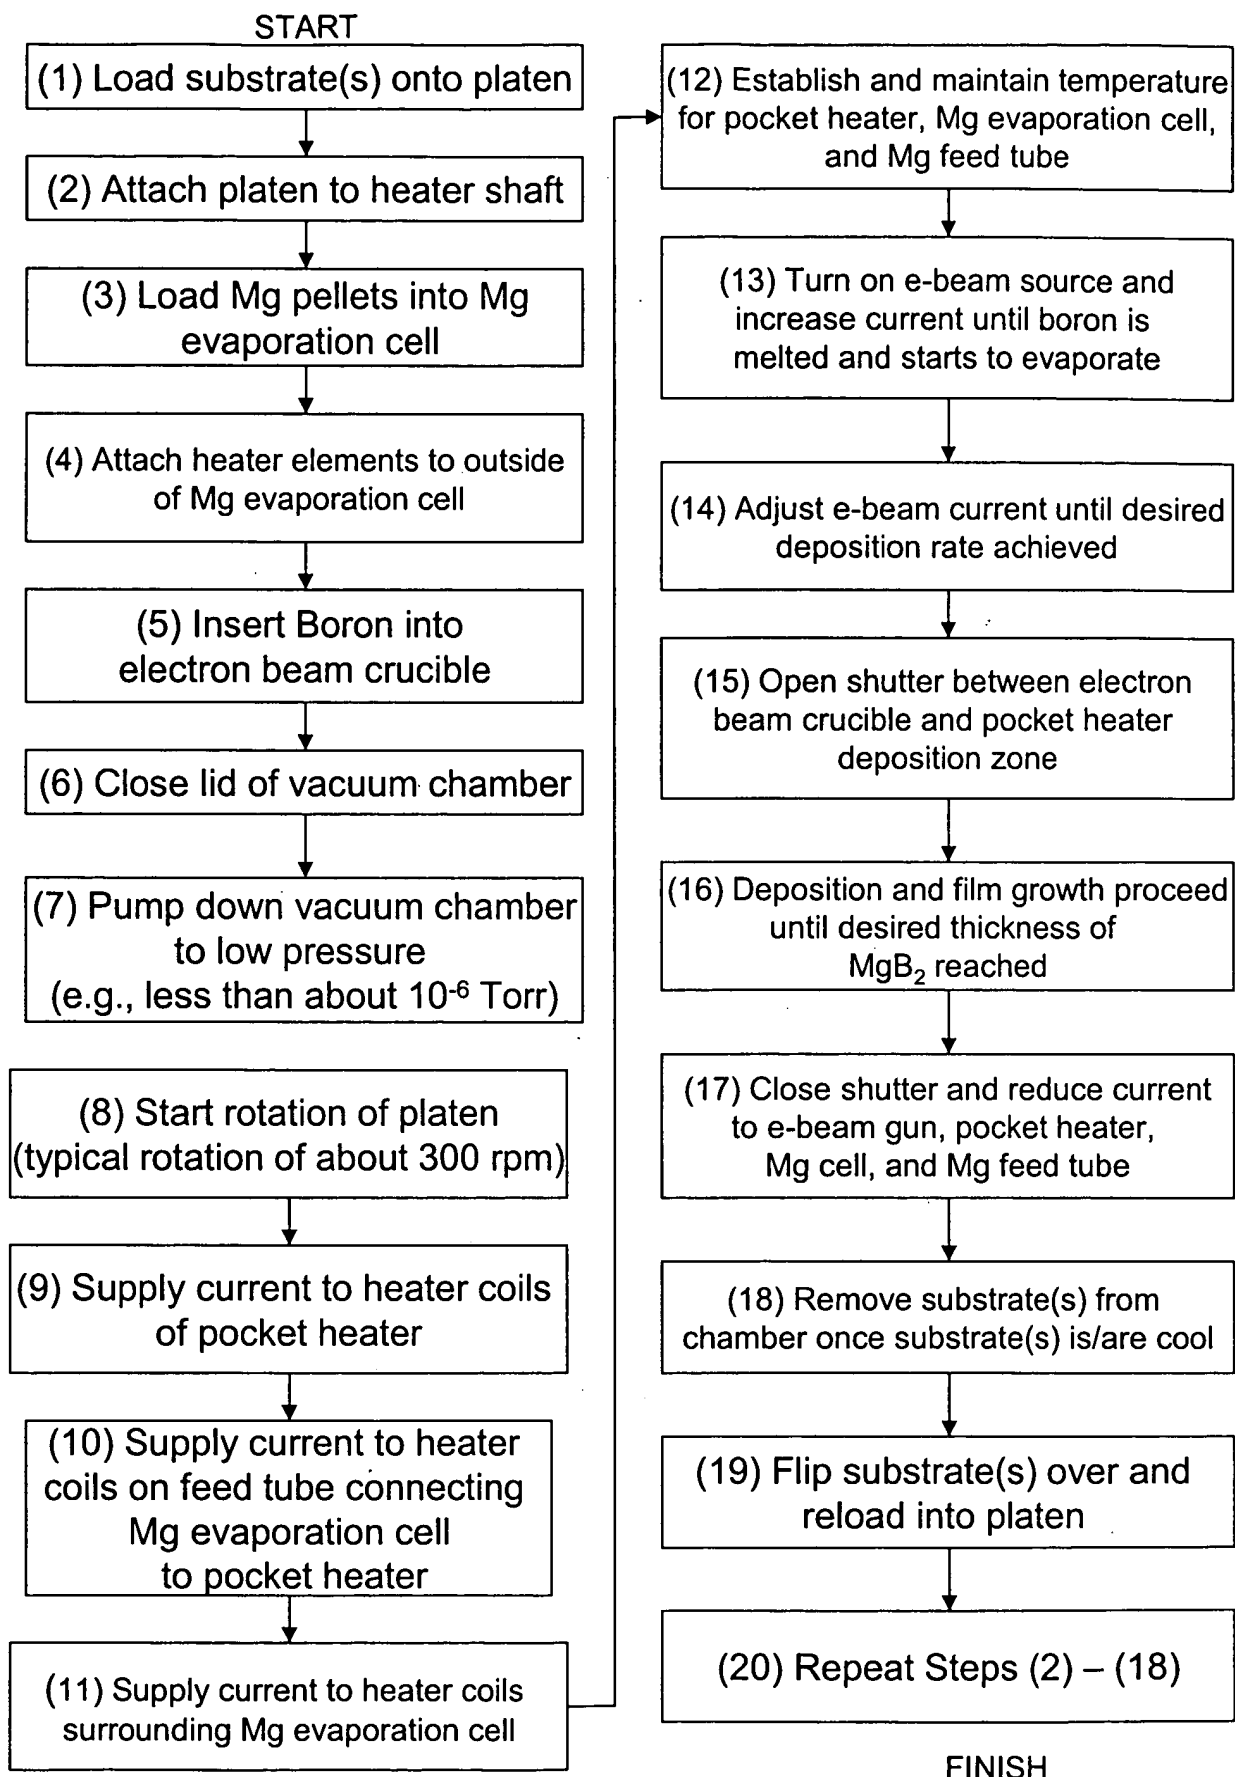 START
(1) Load substrate(s) onto platen
(2) Attach platen to heater shaft
(3) Load Mg pellets into Mg
evaporation cell
(4) Attach heater elements to outside
of Mg evaporation cell
(5) Insert Boron into
electron beam crucible
(6) Close lid of vacuum chamber
(7) Pump down vacuum chamber
to low pressure
(e.g., less than about 10⁻⁶ Torr)
(8) Start rotation of platen
(typical rotation of about 300 rpm)
(9) Supply current to heater coils
of pocket heater
(10) Supply current to heater
coils on feed tube connecting
Mg evaporation cell
to pocket heater
(11) Supply current to heater coils
surrounding Mg evaporation cell
(12) Establish and maintain temperature
for pocket heater, Mg evaporation cell,
and Mg feed tube
(13) Turn on e-beam source and
increase current until boron is
melted and starts to evaporate
(14) Adjust e-beam current until desired
deposition rate achieved
(15) Open shutter between electron
beam crucible and pocket heater
deposition zone
(16) Deposition and film growth proceed
until desired thickness of
MgB₂ reached
(17) Close shutter and reduce current
to e-beam gun, pocket heater,
Mg cell, and Mg feed tube
(18) Remove substrate(s) from
chamber once substrate(s) is/are cool
(19) Flip substrate(s) over and
reload into platen
(20) Repeat Steps (2) – (18)
FINISH